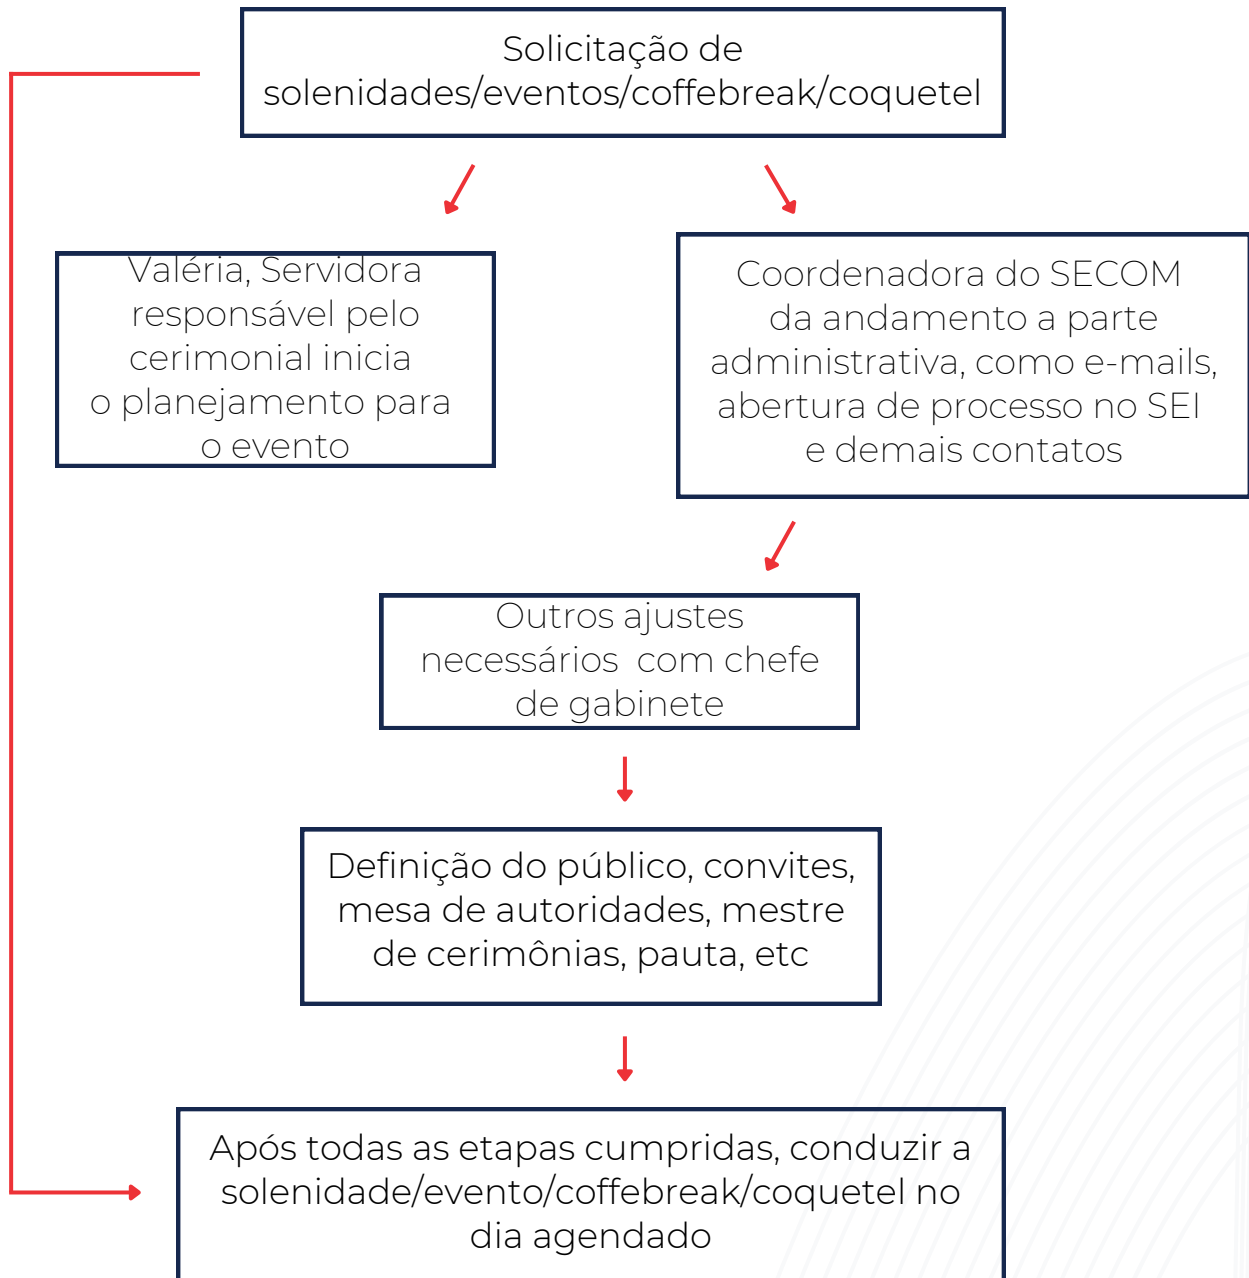 Solicitação de
solenidades/eventos/coffebreak/coquetel
Valéria, Servidora
responsável pelo
cerimonial inicia
o planejamento para
o evento
Coordenadora do SECOM
da andamento a parte
administrativa, como e-mails,
abertura de processo no SEI
e demais contatos
Outros ajustes
necessários com chefe
de gabinete
Definição do público, convites,
mesa de autoridades, mestre
de cerimônias, pauta, etc
Após todas as etapas cumpridas, conduzir a
solenidade/evento/coffebreak/coquetel no
dia agendado